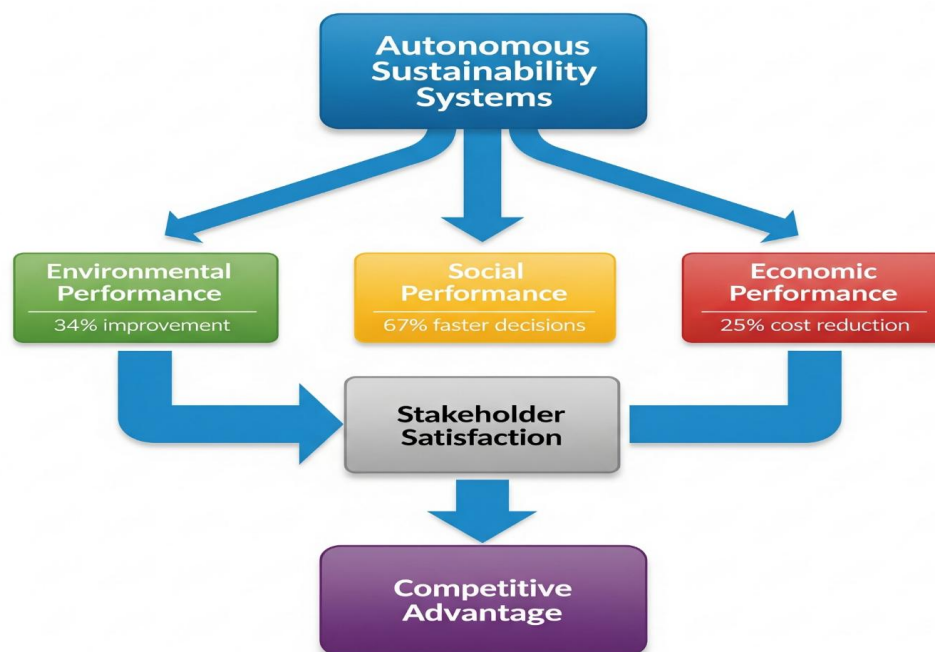 Autonomous
Sustainability
Systems
Environmental
Performance
34% improvement
Social
Performance
67% faster decisions
Economic
Performance
25% cost reduction
Stakeholder
Satisfaction
Competitive
Advantage